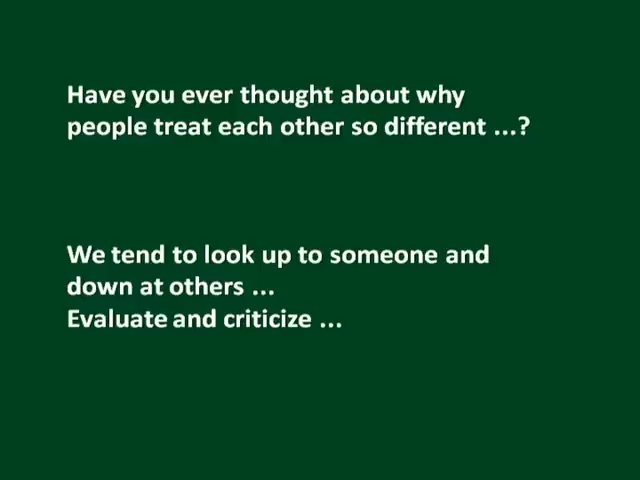 Have you ever thought about why
people treat each other so different ...?
We tend to look up to someone and
down at others ...
Evaluate and criticize ...